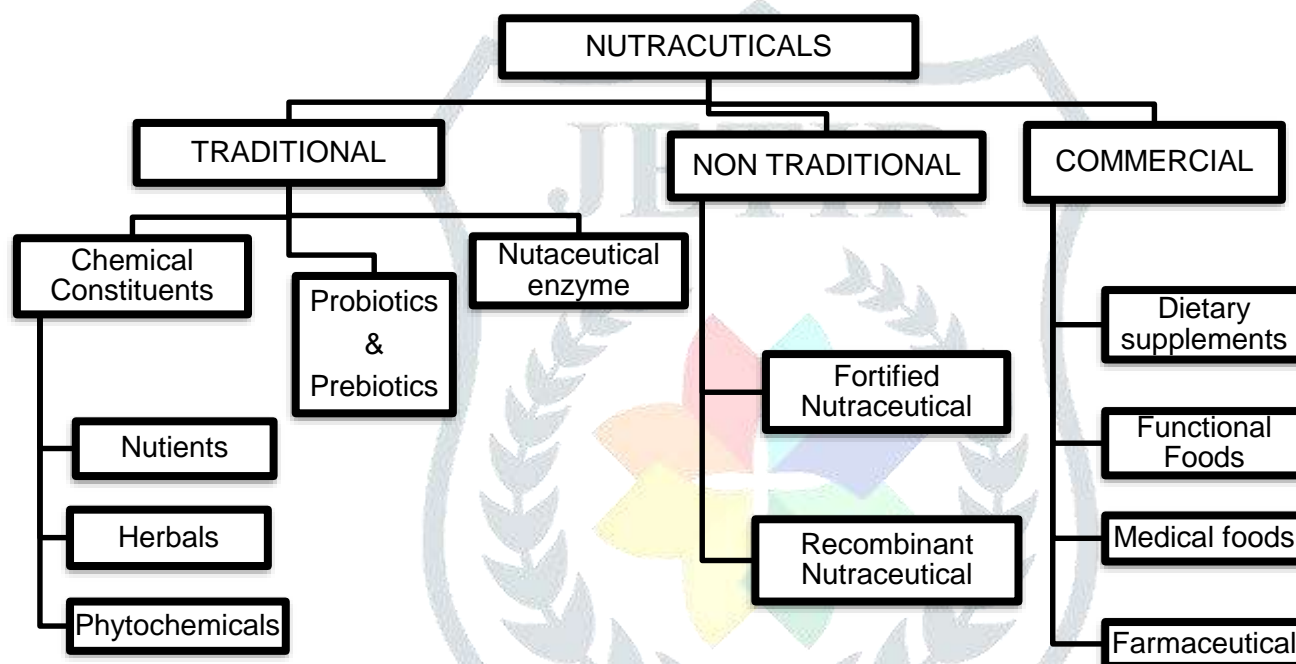 NUTRACUTICALS
TRADITIONAL
NON TRADITIONAL
COMMERCIAL
Chemical
Constituents
Probiotics
&
Prebiotics
Nutaceutical
enzyme
Nutients
Herbals
Phytochemicals
Fortified
Nutraceutical
Recombinant
Nutraceutical
Dietary
supplements
Functional
Foods
Medical foods
Farmaceutical
JETIR